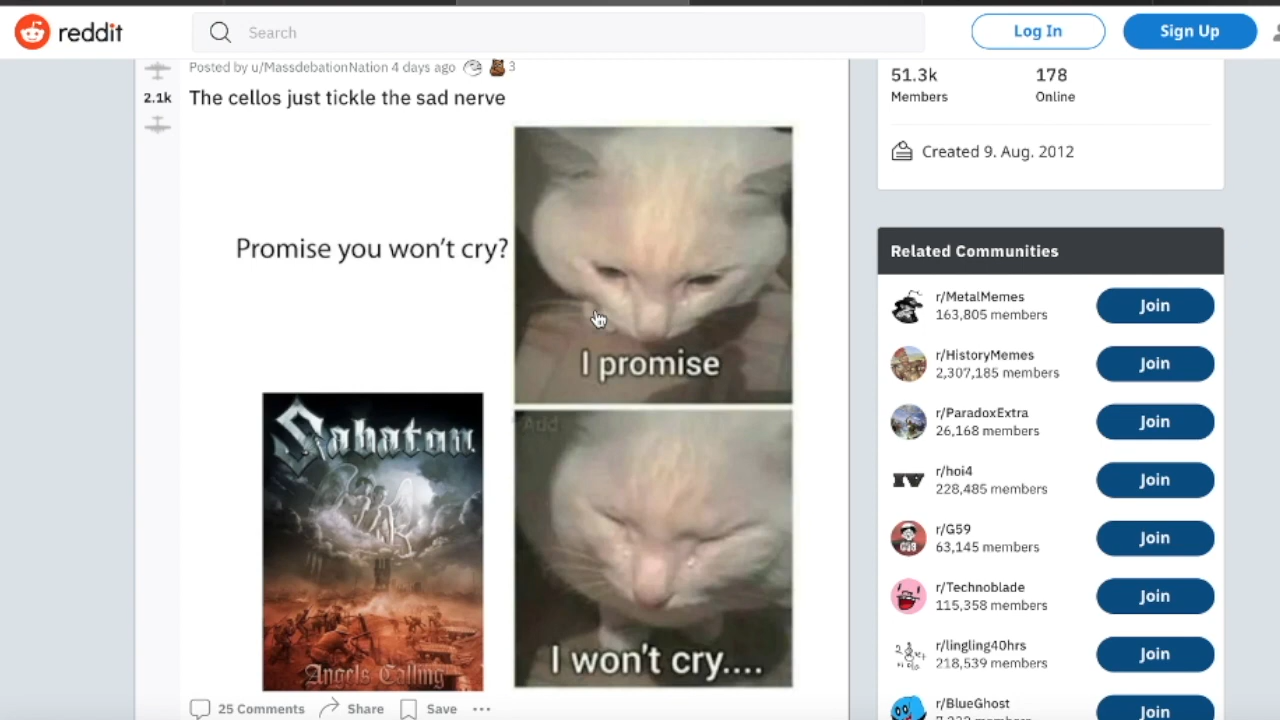 reddit
Search
Log In
Sign Up
Posted by u/MassdebationNation 4 days ago
3
2.1k
The cellos just tickle the sad nerve
Promise you won't cry?
I promise
Sabaton
Angels Calling
I won't cry....
25 Comments
Share
Save
51.3k
178
Members
Online
Created 9. Aug. 2012
Related Communities
r/MetalMemes
163,805 members
Join
r/HistoryMemes
2,307,185 members
Join
r/ParadoxExtra
26,168 members
Join
IV
r/hoi4
228,485 members
Join
G59
r/G59
63,145 members
Join
r/Technoblade
115,358 members
Join
r/lingling40hrs
218,539 members
Join
r/BlueGhost
Join